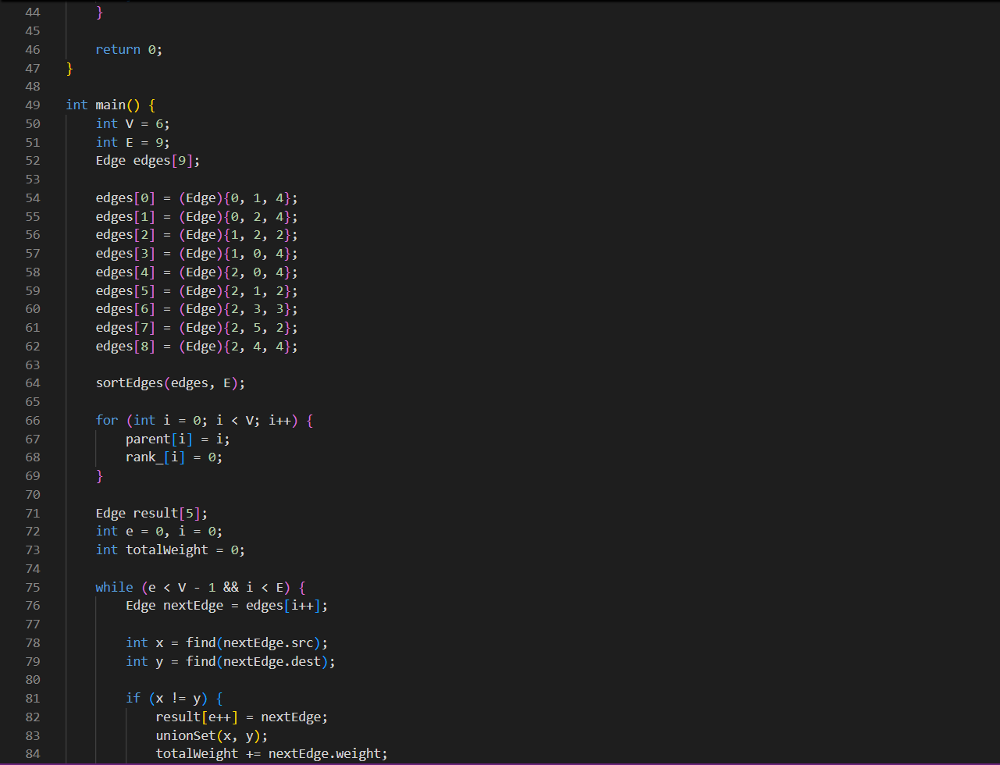 44 }
45
46 return 0;
47 }
48
49 int main() {
50 int V = 6;
51 int E = 9;
52 Edge edges[9];
53
54 edges[0] = (Edge){0, 1, 4};
55 edges[1] = (Edge){0, 2, 4};
56 edges[2] = (Edge){1, 2, 2};
57 edges[3] = (Edge){1, 0, 4};
58 edges[4] = (Edge){2, 0, 4};
59 edges[5] = (Edge){2, 1, 2};
60 edges[6] = (Edge){2, 3, 3};
61 edges[7] = (Edge){2, 5, 2};
62 edges[8] = (Edge){2, 4, 4};
63
64 sortEdges(edges, E);
65
66 for (int i = 0; i < V; i++) {
67 parent[i] = i;
68 rank_[i] = 0;
69 }
70
71 Edge result[5];
72 int e = 0, i = 0;
73 int totalWeight = 0;
74
75 while (e < V - 1 && i < E) {
76 Edge nextEdge = edges[i++];
77
78 int x = find(nextEdge.src);
79 int y = find(nextEdge.dest);
80
81 if (x != y) {
82 result[e++] = nextEdge;
83 unionSet(x, y);
84 totalWeight += nextEdge.weight;